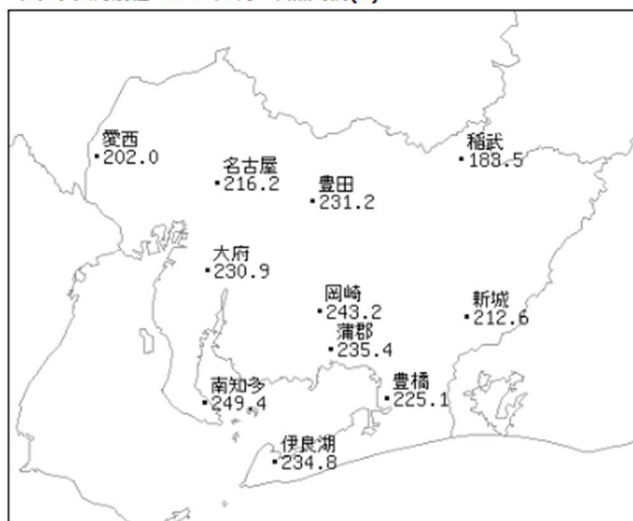 愛西
202.0
稲武
183.5
名古屋
216.2
豊田
231.2
大府
230.9
岡崎
243.2
新城
212.6
蒲郡
235.4
南知多
249.4
豊橋
225.1
伊良湖
234.8